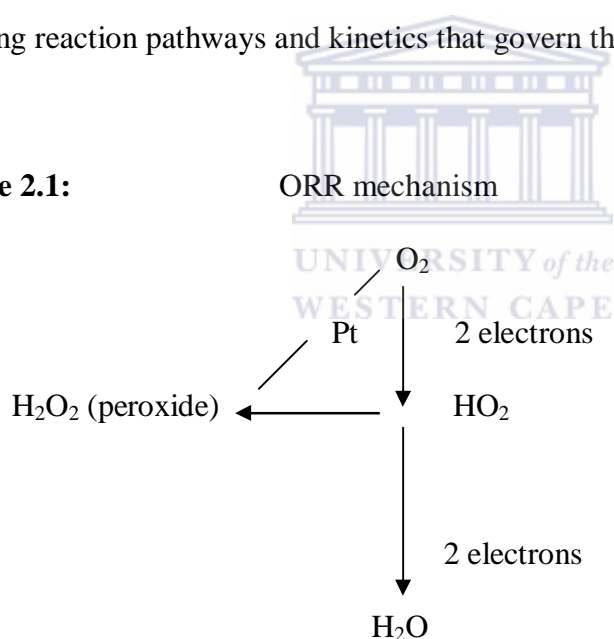 ng reaction pathways and kinetics that govern th
e 2.1: ORR mechanism
UNIVERSITY of the
WESTERN CAPE
O₂
Pt 2 electrons
H₂O₂ (peroxide) HO₂
2 electrons
H₂O